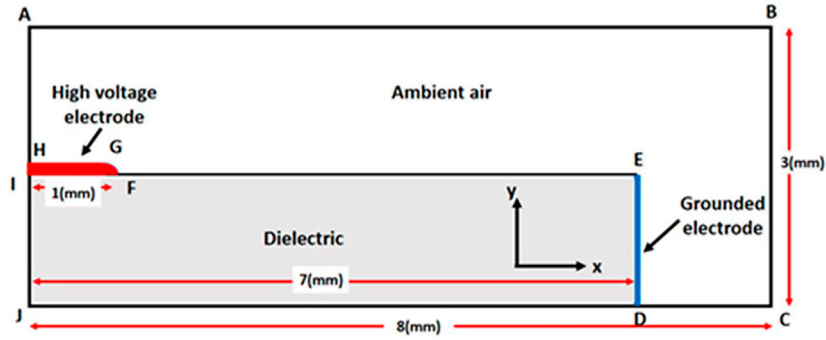 A
B
High voltage
electrode
Ambient air
H
G
E
3(mm)
I
1(mm)
F
y
Grounded
electrode
Dielectric
x
7(mm)
J
D
C
8(mm)